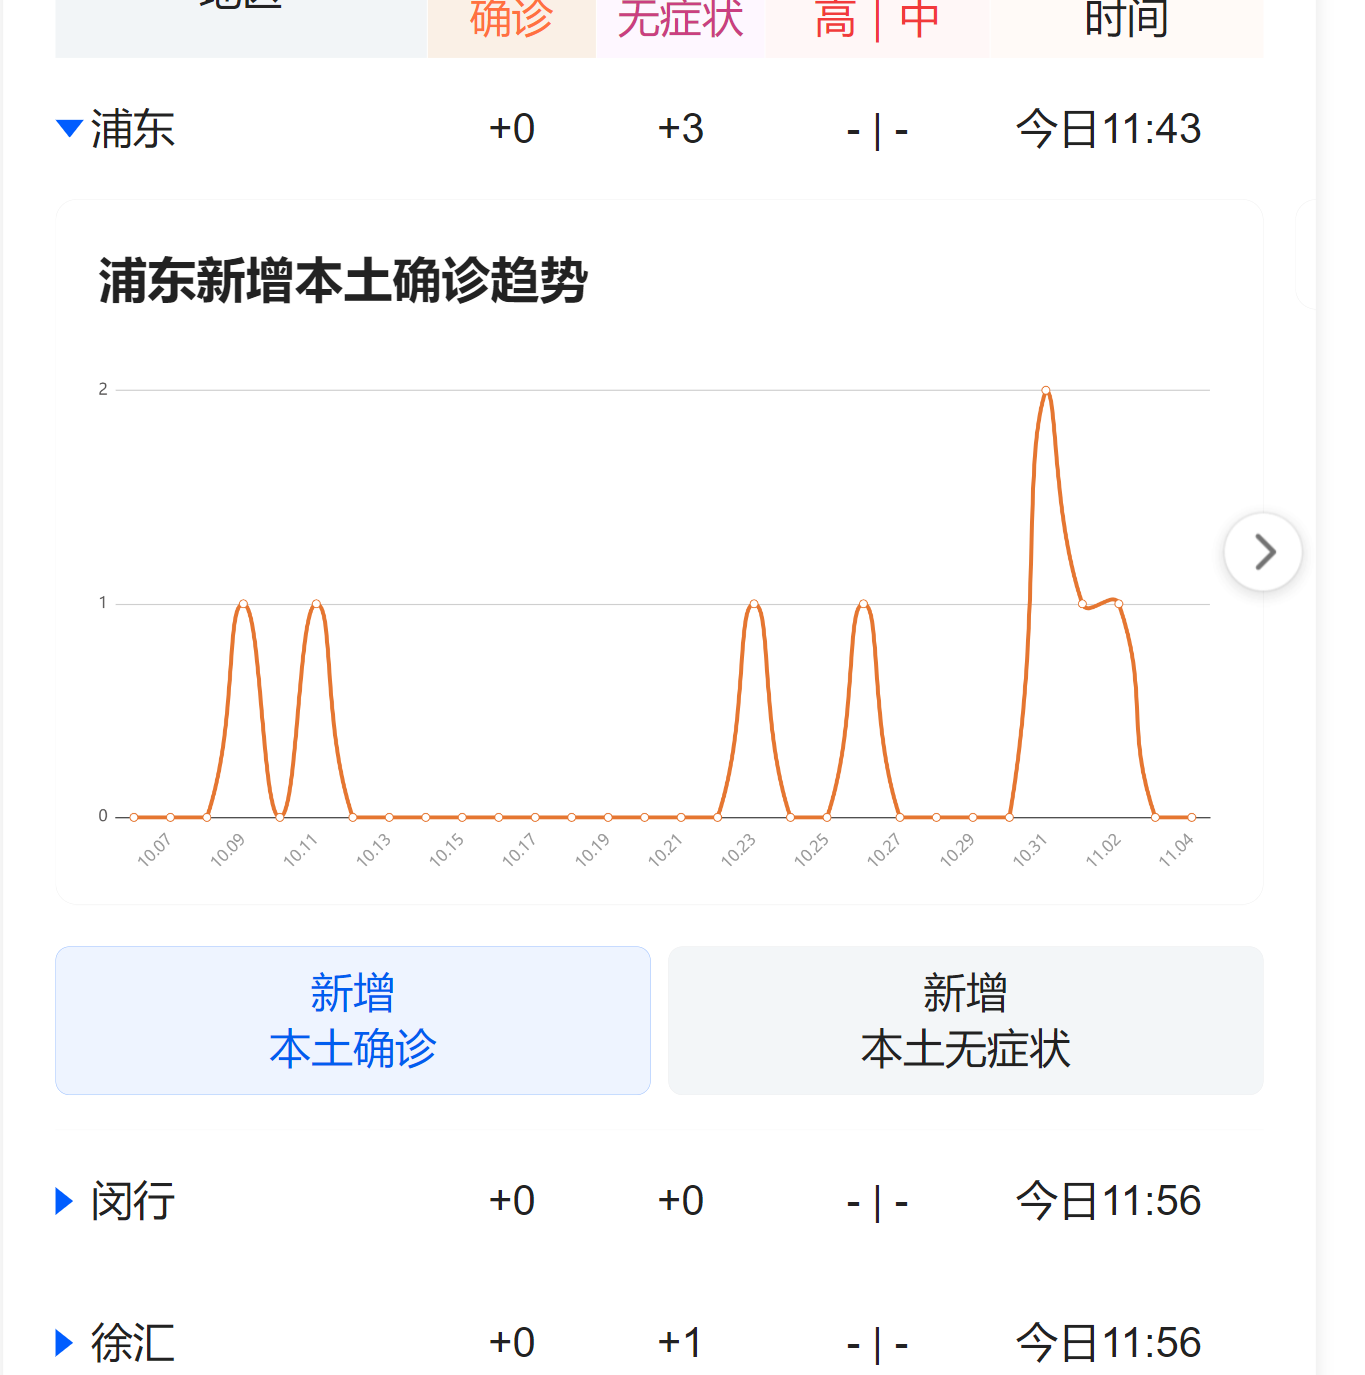 地区 确诊 无症状 高 | 中 时间
浦东 +0 +3 - | - 今日11:43
浦东新增本土确诊趋势
2
1
0
10.07 10.09 10.11 10.13 10.15 10.17 10.19 10.21 10.23 10.25 10.27 10.29 10.31 11.02 11.04
新增
本土确诊
新增
本土无症状
闵行 +0 +0 - | - 今日11:56
徐汇 +0 +1 - | - 今日11:56